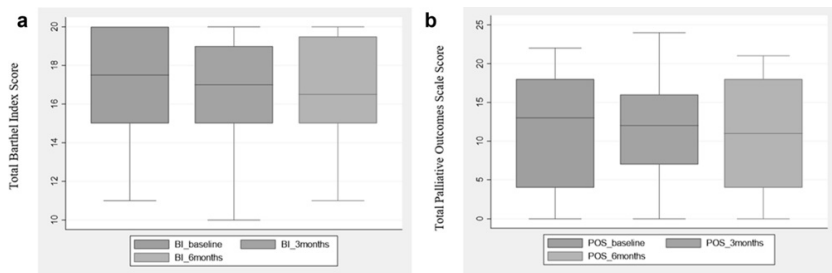 a
Total Barthel Index Score
20
18
16
14
12
10
BI_baseline
BI_3months
BI_6months
b
Total Palliative Outcomes Scale Score
25
20
15
10
5
0
POS_baseline
POS_3months
POS_6months